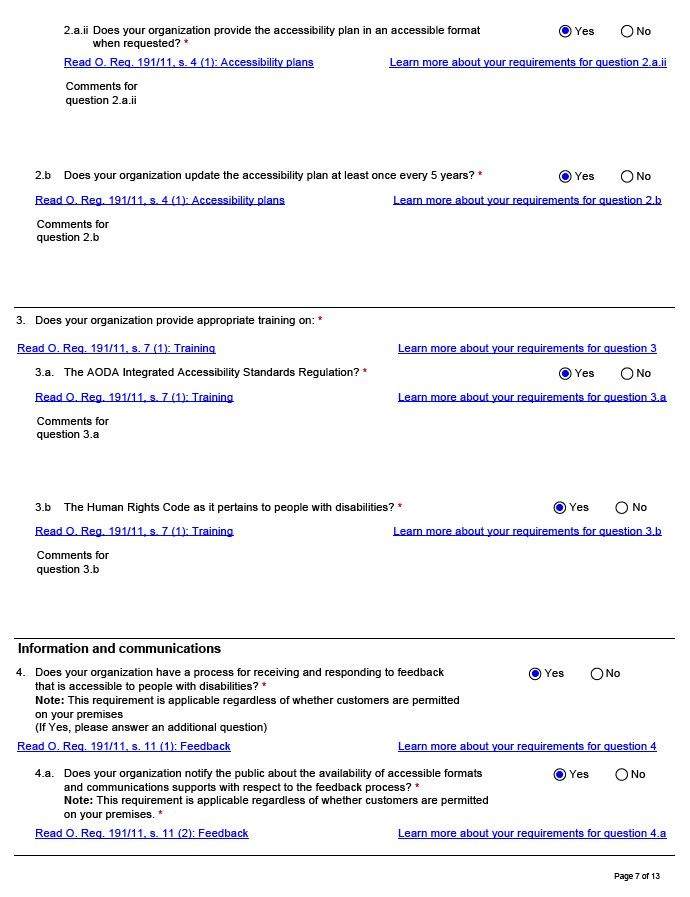 2.a.ii Does your organization provide the accessibility plan in an accessible format Yes No
when requested? *
Read O. Reg. 191/11, s. 4 (1): Accessibility plans Learn more about your requirements for question 2.a.ii
Comments for
question 2.a.ii
2.b Does your organization update the accessibility plan at least once every 5 years? * Yes No
Read O. Reg. 191/11, s. 4 (1): Accessibility plans Learn more about your requirements for question 2.b
Comments for
question 2.b
3. Does your organization provide appropriate training on: *
Read O. Reg. 191/11, s. 7 (1): Training Learn more about your requirements for question 3
3.a. The AODA Integrated Accessibility Standards Regulation? * Yes No
Read O. Reg. 191/11, s. 7 (1): Training Learn more about your requirements for question 3.a
Comments for
question 3.a
3.b The Human Rights Code as it pertains to people with disabilities? * Yes No
Read O. Reg. 191/11, s. 7 (1): Training Learn more about your requirements for question 3.b
Comments for
question 3.b
Information and communications
4. Does your organization have a process for receiving and responding to feedback Yes No
that is accessible to people with disabilities? *
Note: This requirement is applicable regardless of whether customers are permitted
on your premises
(If Yes, please answer an additional question)
Read O. Reg. 191/11, s. 11 (1): Feedback Learn more about your requirements for question 4
4.a. Does your organization notify the public about the availability of accessible formats Yes No
and communications supports with respect to the feedback process? *
Note: This requirement is applicable regardless of whether customers are permitted
on your premises. *
Read O. Reg. 191/11, s. 11 (2): Feedback Learn more about your requirements for question 4.a
Page 7 of 13